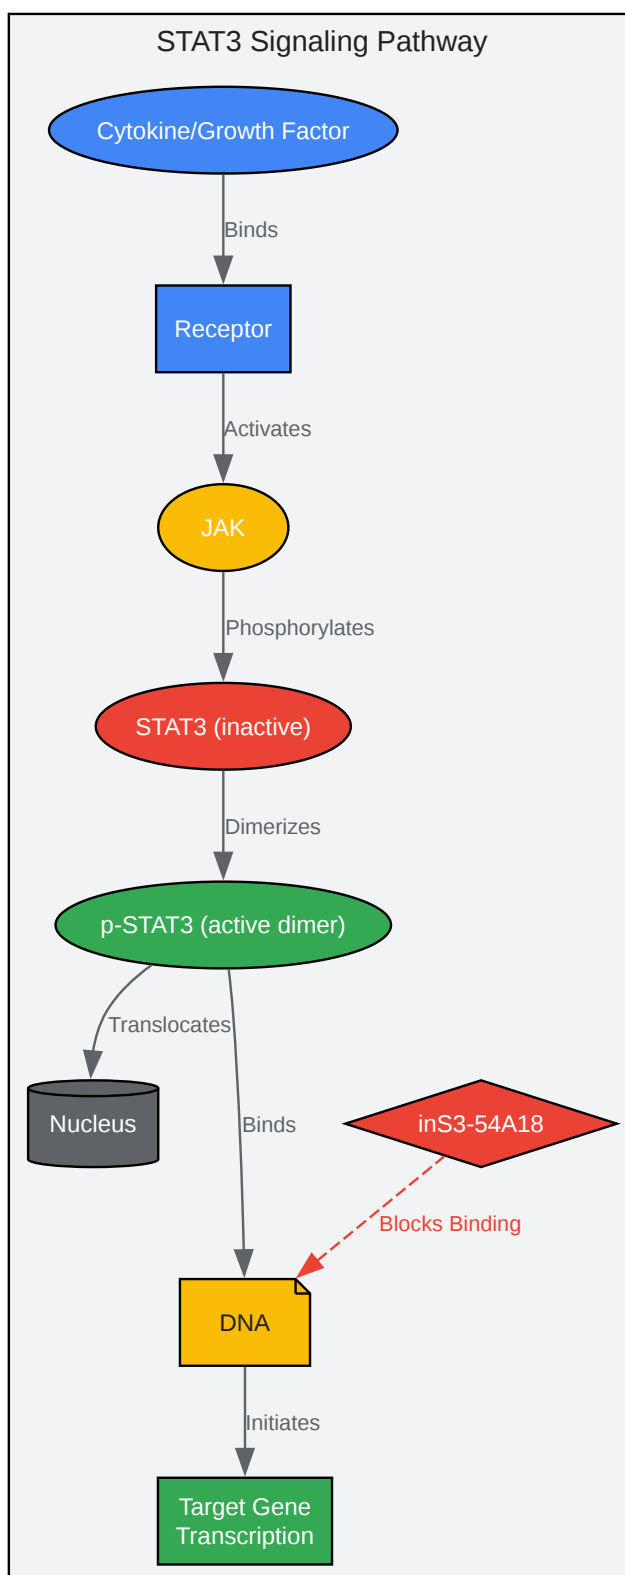 STAT3 Signaling Pathway
Cytokine/Growth Factor
Binds
Receptor
Activates
JAK
Phosphorylates
STAT3 (inactive)
Dimerizes
p-STAT3 (active dimer)
Translocates
Nucleus
Binds
inS3-54A18
Blocks Binding
DNA
Initiates
Target Gene
Transcription